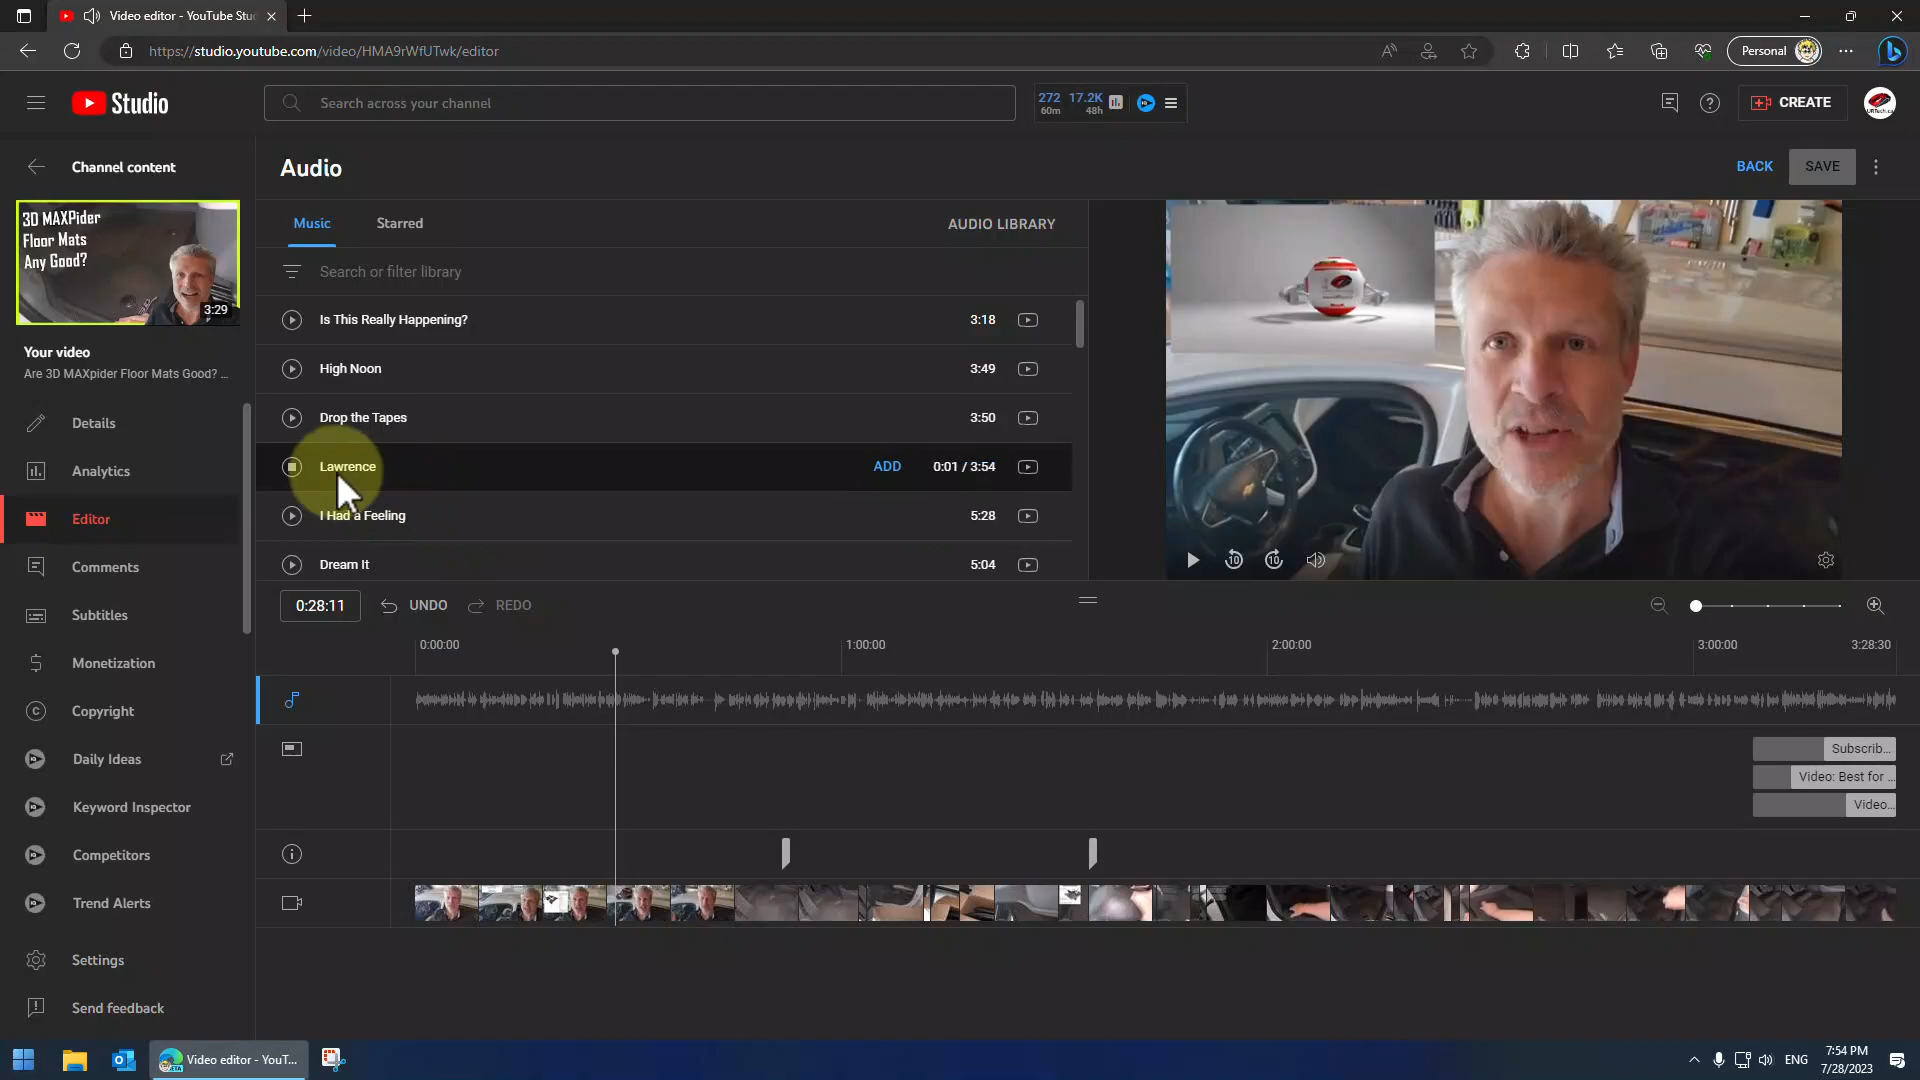 Video editor - YouTube Stu
https://studio.youtube.com/video/HMA9rWfUTwk/editor
Personal
Studio
Search across your channel
272 17.2K
60m 48h
CREATE
Channel content
Audio
BACK
SAVE
3D MAXPider
Floor Mats
Any Good?
3:29
Your video
Are 3D MAXpider Floor Mats Good? ...
Music
Starred
AUDIO LIBRARY
Search or filter library
Is This Really Happening? 3:18
High Noon 3:49
Drop the Tapes 3:50
Lawrence ADD 0:01 / 3:54
I Had a Feeling 5:28
Dream It 5:04
Details
Analytics
Editor
Comments
Subtitles
Monetization
Copyright
Daily Ideas
Keyword Inspector
Competitors
Trend Alerts
Settings
Send feedback
10 10
0:28:11 UNDO REDO
0:00:00 1:00:00 2:00:00 3:00:00 3:28:30
Subscrib...
Video: Best for ...
Video...
Video editor - YouT...
ENG
7:54 PM
7/28/2023